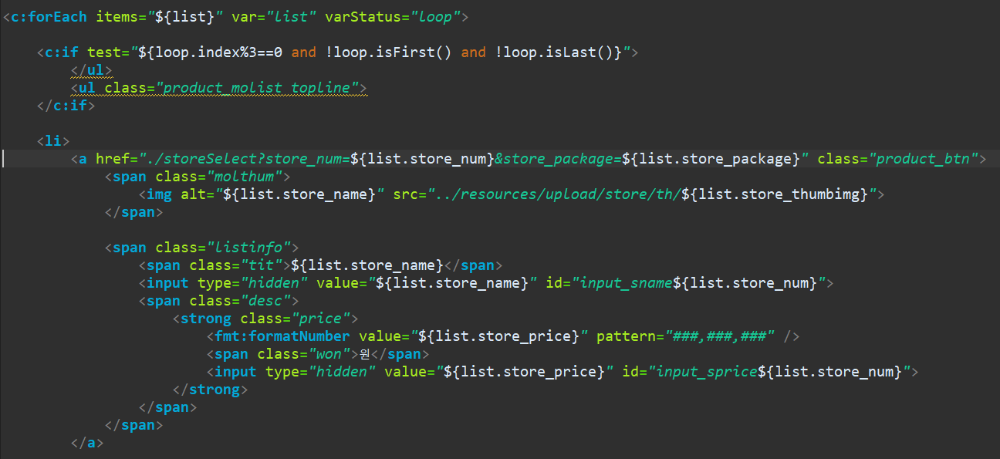 <c:forEach items="${list}" var="list" varStatus="loop">
<c:if test="${loop.index%3==0 and !loop.isFirst() and !loop.isLast()}">
</ul>
<ul class="product_molist topline">
</c:if>
<li>
<a href="./storeSelect?store_num=${list.store_num}&store_package=${list.store_package}" class="product_btn">
<span class="molthum">
<img alt="${list.store_name}" src="../resources/upload/store/th/${list.store_thumbimg}">
</span>
<span class="listinfo">
<span class="tit">${list.store_name}</span>
<input type="hidden" value="${list.store_name}" id="input_sname${list.store_num}">
<span class="desc">
<strong class="price">
<fmt:formatNumber value="${list.store_price}" pattern="###,###,###" />
<span class="won">원</span>
<input type="hidden" value="${list.store_price}" id="input_sprice${list.store_num}">
</strong>
</span>
</span>
</a>